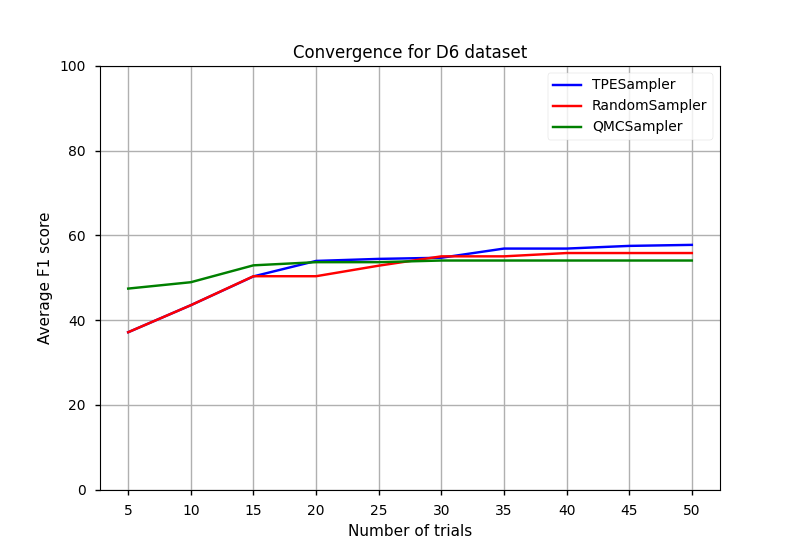 Convergence for D6 dataset
100
80
60
40
20
0
Average F1 score
TPESampler
RandomSampler
QMCSampler
5 10 15 20 25 30 35 40 45 50
Number of trials